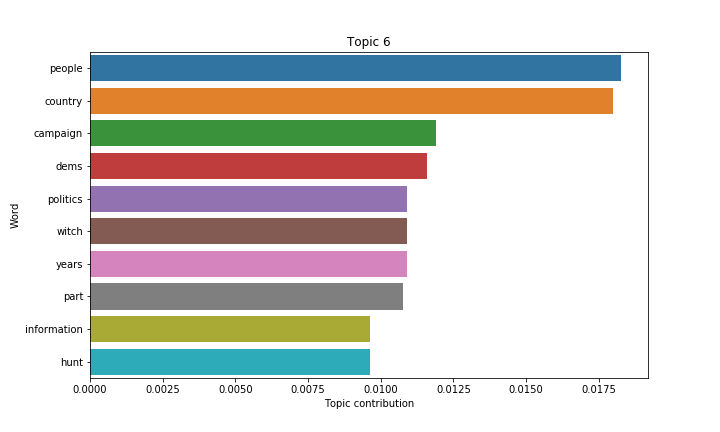 Topic 6
people
country
campaign
dems
politics
witch
years
part
information
hunt
Word
0.0000 0.0025 0.0050 0.0075 0.0100 0.0125 0.0150 0.0175
Topic contribution